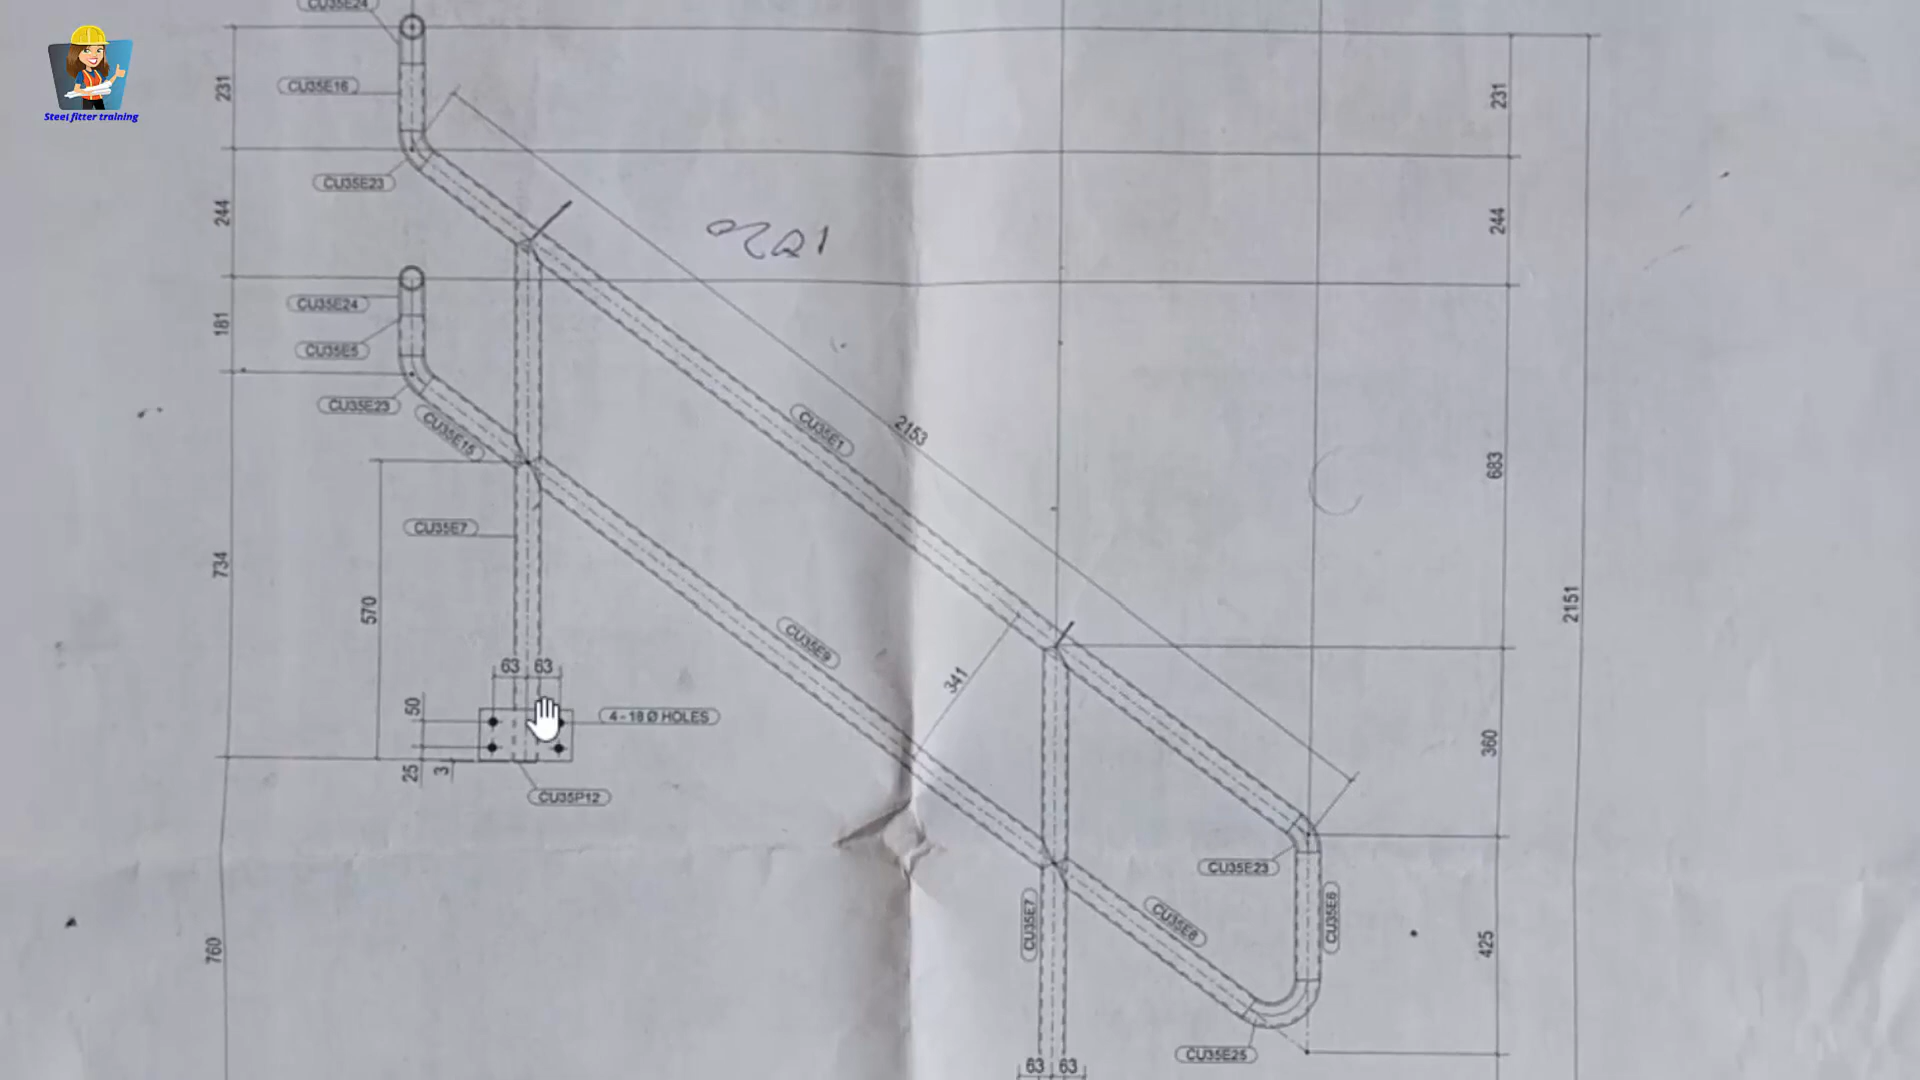 CU35E24
Steel fitter training
231
CU35E16
231
CU35E23
244
244
CU35E24
181
CU35E5
CU35E23
CU35E15
CU35E1
2153
683
CU35E7
734
570
2151
CU35E9
63
63
341
50
4 - 18 Ø HOLES
360
25
3
CU35P12
CU35E23
CU35E7
CU35E8
CU35E6
760
425
CU35E25
63
63